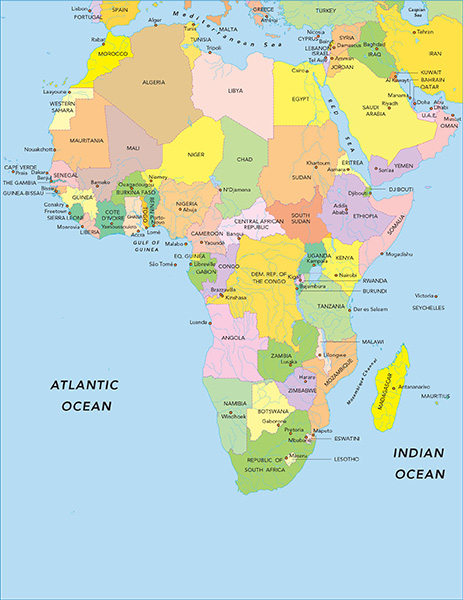 Lisbon
PORTUGAL
SPAIN
GREECE
Athens
TURKEY
Caspian
Sea
Mediterranean Sea
Alger
Tunis
TUNISIA
MALTA
Tripoli
Nicosia
CYPRUS
Beirut
LEBANON
ISRAEL
Tel Aviv
SYRIA
Damascus
Amman
JORDAN
Baghdad
IRAQ
IRAN
Rabat
MOROCCO
ALGERIA
LIBYA
Cairo
EGYPT
KUWAIT
Al Kuwayt
BAHRAIN
Manama
QATAR
Doha
Abu
Dhabi
Riyadh
SAUDI
ARABIA
U.A.E.
Muscat
OMAN
RED SEA
Laayoune
WESTERN
SAHARA
MAURITANIA
Nouakchott
MALI
NIGER
CHAD
Khartoum
SUDAN
ERITREA
Asmara
YEMEN
San'aa
CAPE VERDE
Praia
Dakar
SENEGAL
THE GAMBIA
Banjul
Bissau
GUINEA-BISSAU
Bamako
Niamey
Ouagadougou
BURKINA FASO
N'Djamena
Djibouti
DJIBOUTI
GUINEA
Conakry
Freetown
SIERRA LEONE
Monrovia
LIBERIA
COTE
D'IVOIRE
Yamoussoukro
GHANA
Accra
TOGO
Lomé
BENIN
Porto-
Novo
NIGERIA
Abuja
GULF OF
GUINEA
Addis
Ababa
ETHIOPIA
SOMALIA
Mogadishu
CENTRAL AFRICAN
REPUBLIC
Bangui
SOUTH
SUDAN
CAMEROON
Yaoundé
Malabo
EQ. GUINEA
São Tomé
Libreville
GABON
CONGO
Brazzaville
Kinshasa
DEM. REP. OF
THE CONGO
UGANDA
Kampala
KENYA
Nairobi
Kigali
RWANDA
Bujumbura
BURUNDI
TANZANIA
Dar es Selaam
Victoria
SEYCHELLES
Luanda
ANGOLA
ZAMBIA
Lusaka
MALAWI
Lilongwe
MOZAMBIQUE
Mozambique Channel
Harare
ZIMBABWE
MADAGASCAR
Antananarivo
MAURITIUS
NAMIBIA
Windhoek
BOTSWANA
Gaborone
Pretoria
Maputo
Mbabane
ESWATINI
Maseru
LESOTHO
REPUBLIC OF
SOUTH AFRICA
ATLANTIC
OCEAN
INDIAN
OCEAN